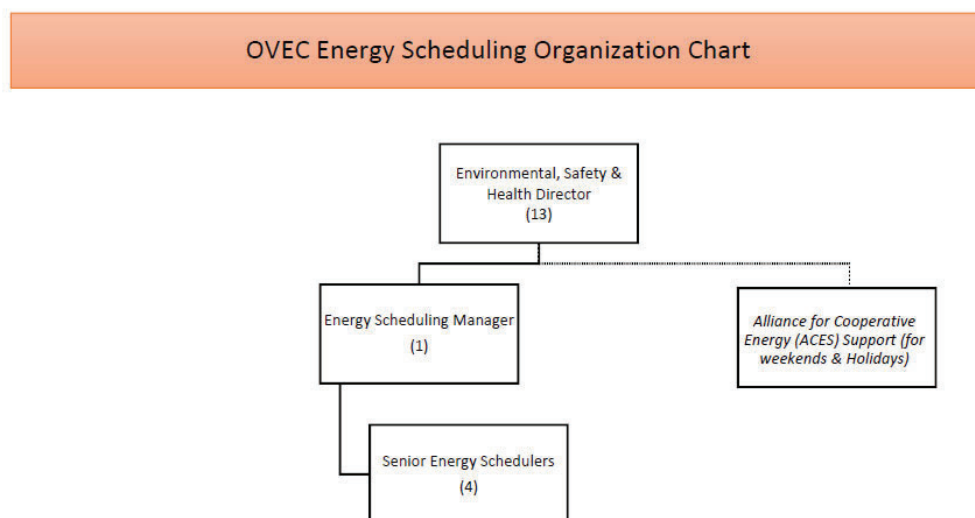 OVEC Energy Scheduling Organization Chart
Environmental, Safety &
Health Director
(13)
Energy Scheduling Manager
(1)
Alliance for Cooperative
Energy (ACES) Support (for
weekends & Holidays)
Senior Energy Schedulers
(4)